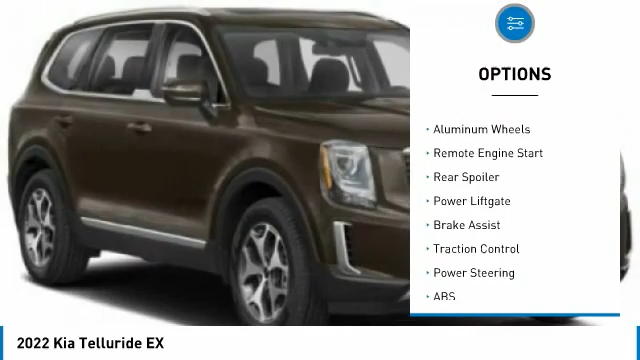 OPTIONS
Aluminum Wheels
Remote Engine Start
Rear Spoiler
Power Liftgate
Brake Assist
Traction Control
Power Steering
ABS
2022 Kia Telluride EX